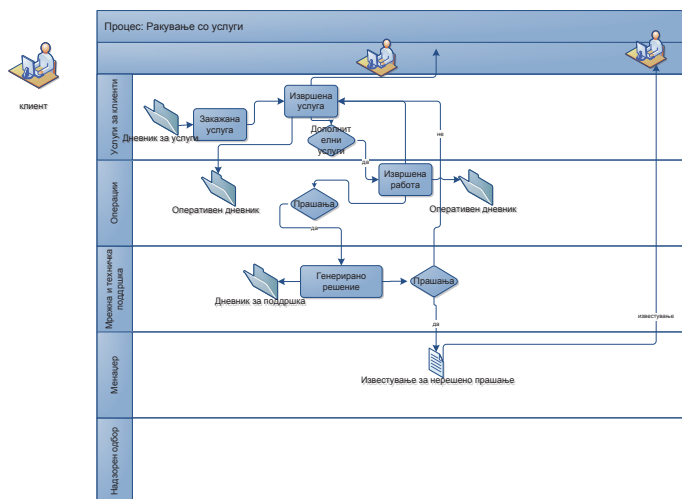 Процес: Ракување со услуги
клиент
Услуги за клиенти
Дневник за услуги
Закажана
услуга
Извршена
услуга
Дополнит
елни
услуги
не
да
Операции
Оперативен дневник
Прашања
Извршена
работа
Оперативен дневник
да
Мрежна и техничка
поддршка
Дневник за поддршка
Генерирано
решение
Прашања
да
известување
Менаџер
Известување за нерешено прашање
Надзорен одбор